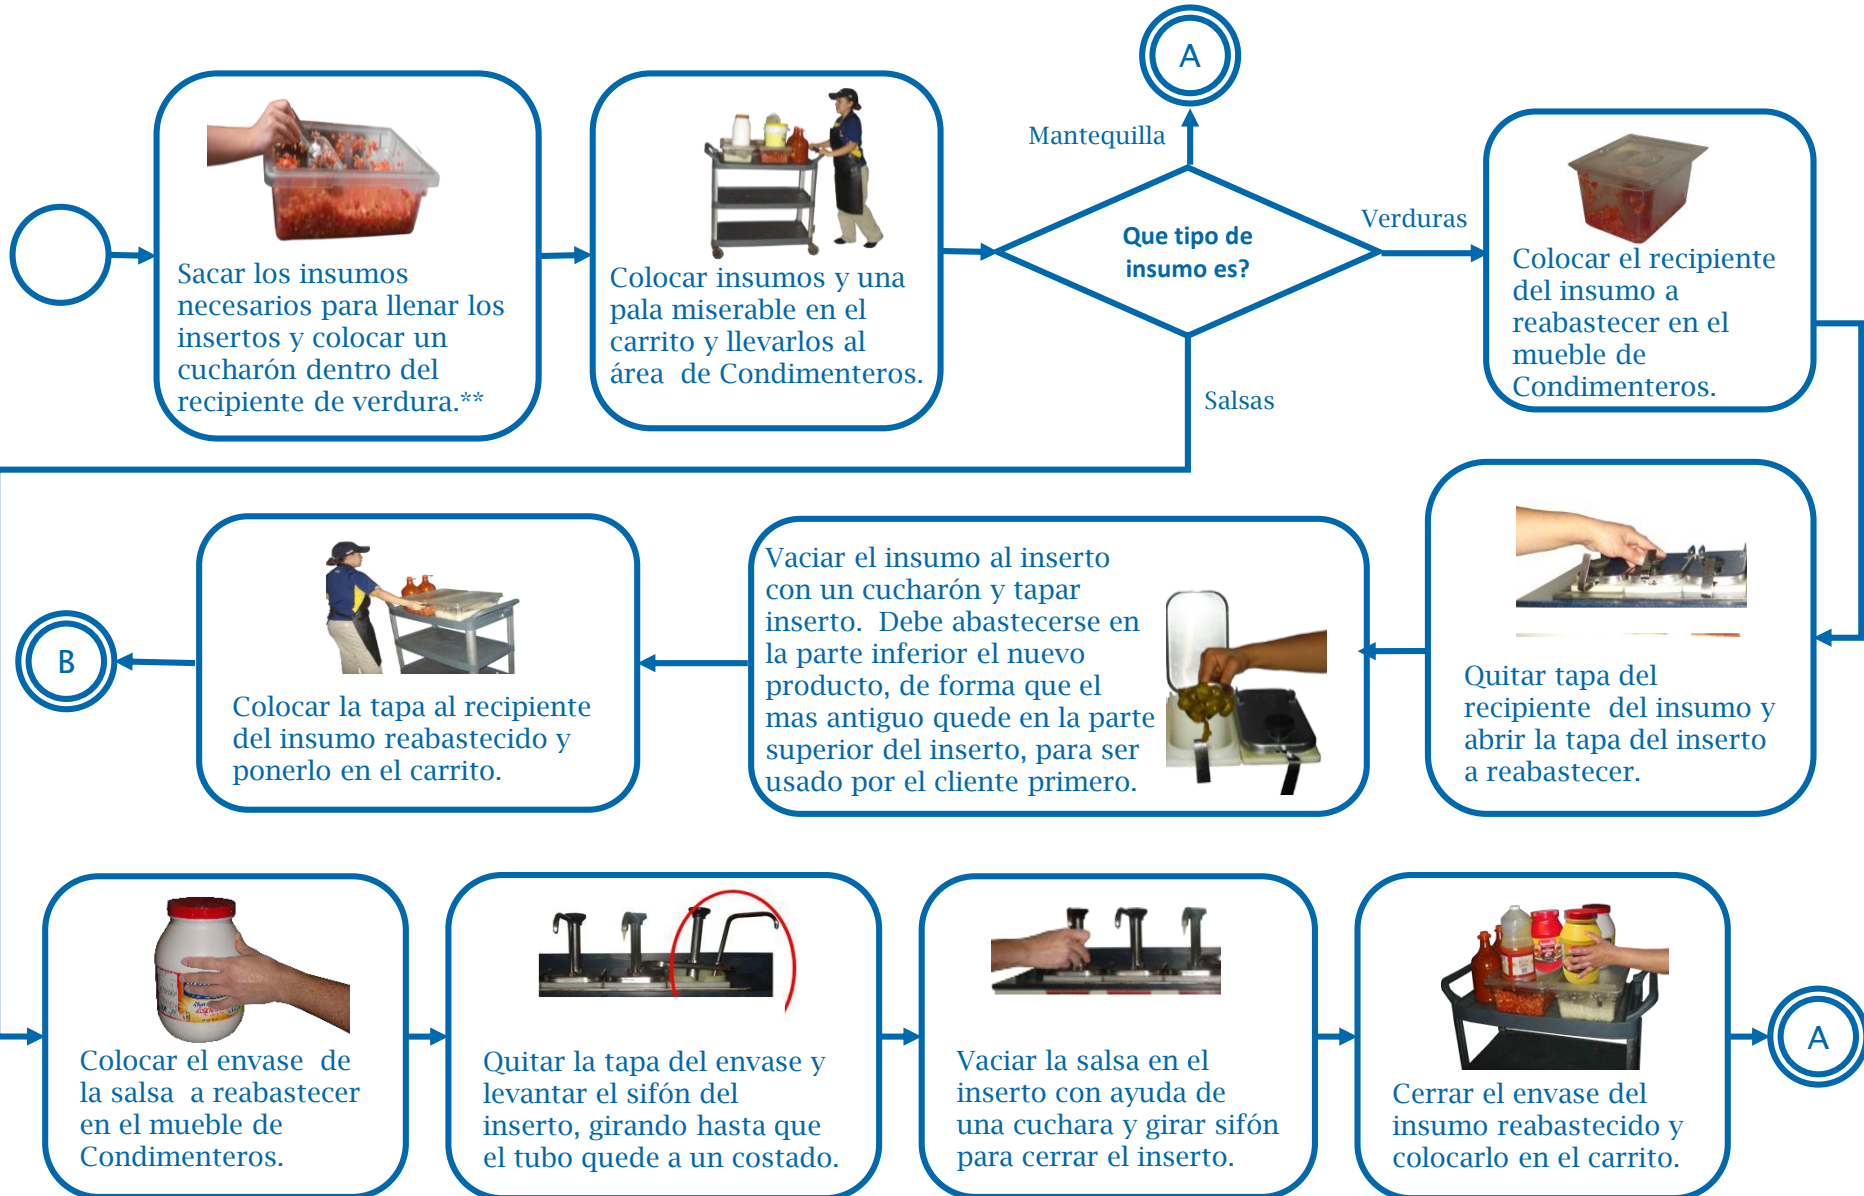 A
Mantequilla
Sacar los insumos
necesarios para llenar los
insertos y colocar un
cucharón dentro del
recipiente de verdura.**
Colocar insumos y una
pala miserable en el
carrito y llevarlos al
área de Condimenteros.
Que tipo de
insumo es?
Verduras
Salsas
Colocar el recipiente
del insumo a
reabastecer en el
mueble de
Condimenteros.
Quitar tapa del
recipiente del insumo y
abrir la tapa del inserto
a reabastecer.
Vaciar el insumo al inserto
con un cucharón y tapar
inserto. Debe abastecerse en
la parte inferior el nuevo
producto, de forma que el
mas antiguo quede en la parte
superior del inserto, para ser
usado por el cliente primero.
Colocar la tapa al recipiente
del insumo reabastecido y
ponerlo en el carrito.
B
Colocar el envase de
la salsa a reabastecer
en el mueble de
Condimenteros.
Quitar la tapa del envase y
levantar el sifón del
inserto, girando hasta que
el tubo quede a un costado.
Vaciar la salsa en el
inserto con ayuda de
una cuchara y girar sifón
para cerrar el inserto.
Cerrar el envase del
insumo reabastecido y
colocarlo en el carrito.
A